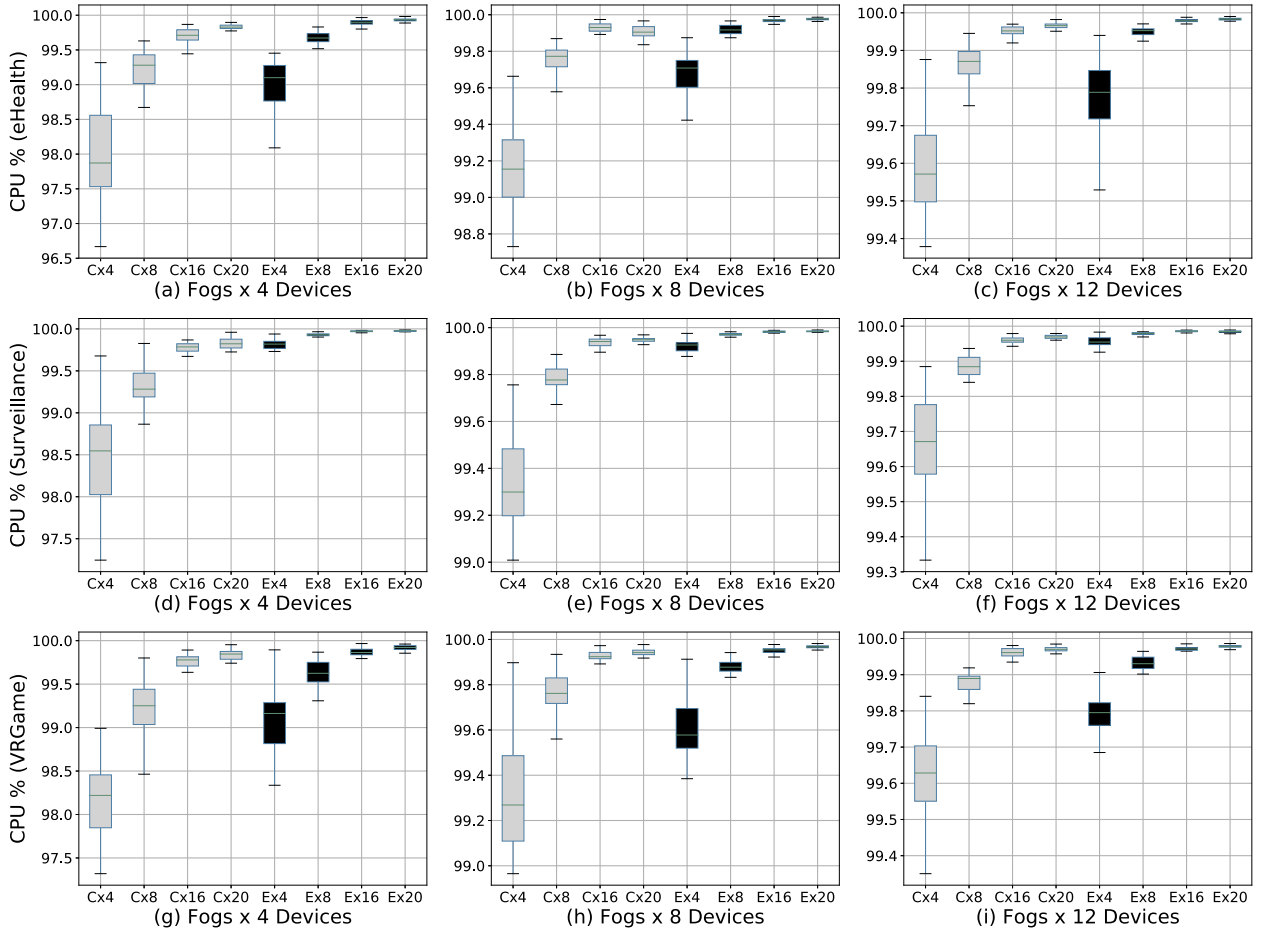 CPU % (eHealth)
100.0
99.5
99.0
98.5
98.0
97.5
97.0
96.5
Cx4 Cx8 Cx16 Cx20 Ex4 Ex8 Ex16 Ex20
(a) Fogs x 4 Devices
100.0
99.8
99.6
99.4
99.2
99.0
98.8
Cx4 Cx8 Cx16 Cx20 Ex4 Ex8 Ex16 Ex20
(b) Fogs x 8 Devices
100.0
99.9
99.8
99.7
99.6
99.5
99.4
Cx4 Cx8 Cx16 Cx20 Ex4 Ex8 Ex16 Ex20
(c) Fogs x 12 Devices
CPU % (Surveillance)
100.0
99.5
99.0
98.5
98.0
97.5
Cx4 Cx8 Cx16 Cx20 Ex4 Ex8 Ex16 Ex20
(d) Fogs x 4 Devices
100.0
99.8
99.6
99.4
99.2
99.0
Cx4 Cx8 Cx16 Cx20 Ex4 Ex8 Ex16 Ex20
(e) Fogs x 8 Devices
100.0
99.9
99.8
99.7
99.6
99.5
99.4
99.3
Cx4 Cx8 Cx16 Cx20 Ex4 Ex8 Ex16 Ex20
(f) Fogs x 12 Devices
CPU % (VRGame)
100.0
99.5
99.0
98.5
98.0
97.5
Cx4 Cx8 Cx16 Cx20 Ex4 Ex8 Ex16 Ex20
(g) Fogs x 4 Devices
100.0
99.8
99.6
99.4
99.2
99.0
Cx4 Cx8 Cx16 Cx20 Ex4 Ex8 Ex16 Ex20
(h) Fogs x 8 Devices
100.0
99.9
99.8
99.7
99.6
99.5
99.4
Cx4 Cx8 Cx16 Cx20 Ex4 Ex8 Ex16 Ex20
(i) Fogs x 12 Devices